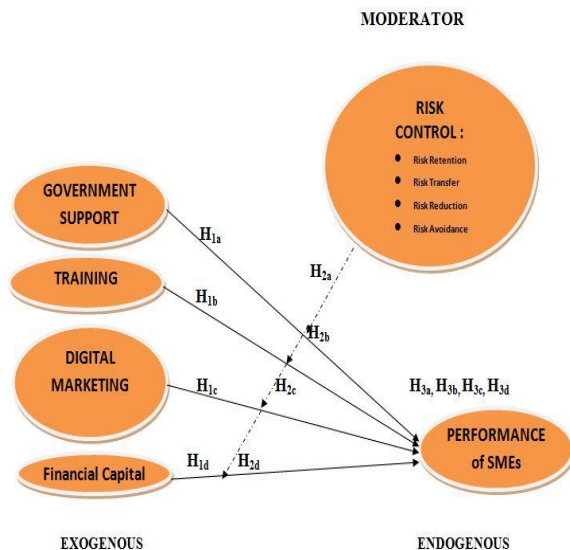 MODERATOR
RISK
CONTROL :
• Risk Retention
• Risk Transfer
• Risk Reduction
• Risk Avoidance
GOVERNMENT
SUPPORT
H1a
TRAINING
H1b
H2a
H2b
DIGITAL
MARKETING
H1c
H2c
H3a, H3b, H3c, H3d
PERFORMANCE
of SMEs
Financial Capital
H1d
H2d
EXOGENOUS
ENDOGENOUS